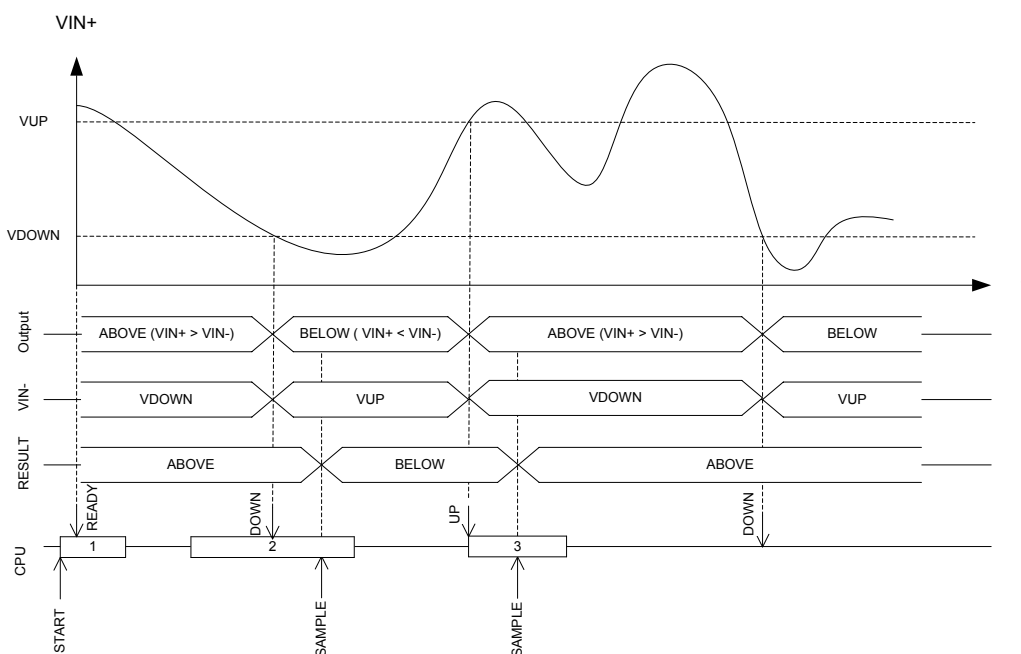 VIN+
VUP
VDOWN
Output
ABOVE (VIN+ > VIN-)
BELOW ( VIN+ < VIN-)
ABOVE (VIN+ > VIN-)
BELOW
VIN-
VDOWN
VUP
VDOWN
VUP
RESULT
ABOVE
BELOW
ABOVE
READY
DOWN
UP
DOWN
CPU
1
2
3
START
SAMPLE
SAMPLE